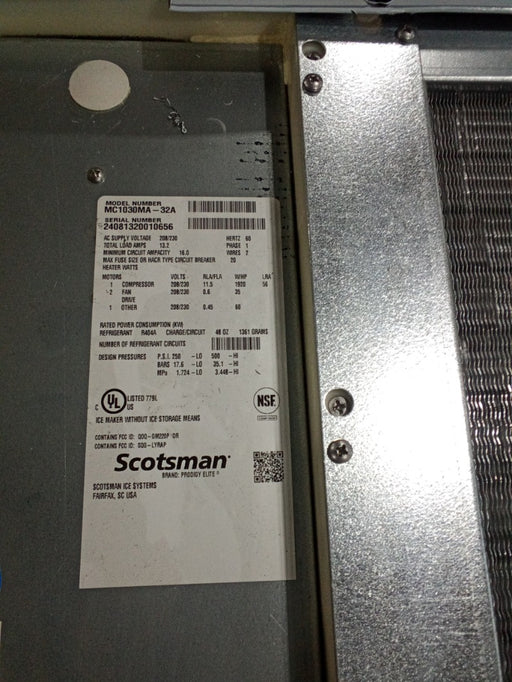 MODEL NUMBER
MC1030MA-32A
SERIAL NUMBER
24081320010656
AC SUPPLY VOLTAGE 208/230 HERTZ 60
TOTAL LOAD AMPS 13.2 PHASE 1
MINIMUM CIRCUIT AMPACITY 16.0 WIRES 2
MAX FUSE SIZE OR HACR TYPE CIRCUIT BREAKER 20
HEATER WATTS
MOTORS VOLTS RLA/FLA W/HP LRA
1 COMPRESSOR 208/230 11.5 1920 56
2 FAN 208/230 0.6 35
DRIVE
1 OTHER 208/230 0.45 60
RATED POWER CONSUMPTION (KW)
REFRIGERANT R404A CHARGE/CIRCUIT 48 OZ 1361 GRAMS
NUMBER OF REFRIGERANT CIRCUITS
DESIGN PRESSURES P.S.I. 250 -LO 500 -HI
BARS 17.6 -LO 35.1 -HI
MPa 1.724 -LO 3.448 -HI
C UL US LISTED 779L
NSF
ICE MAKER WITHOUT ICE STORAGE MEANS
CONTAINS FCC ID: OR
CONTAINS FCC ID:
Scotsman
BRAND: PRODIGY ELITE ®
SCOTSMAN ICE SYSTEMS
FAIRFAX, SC USA